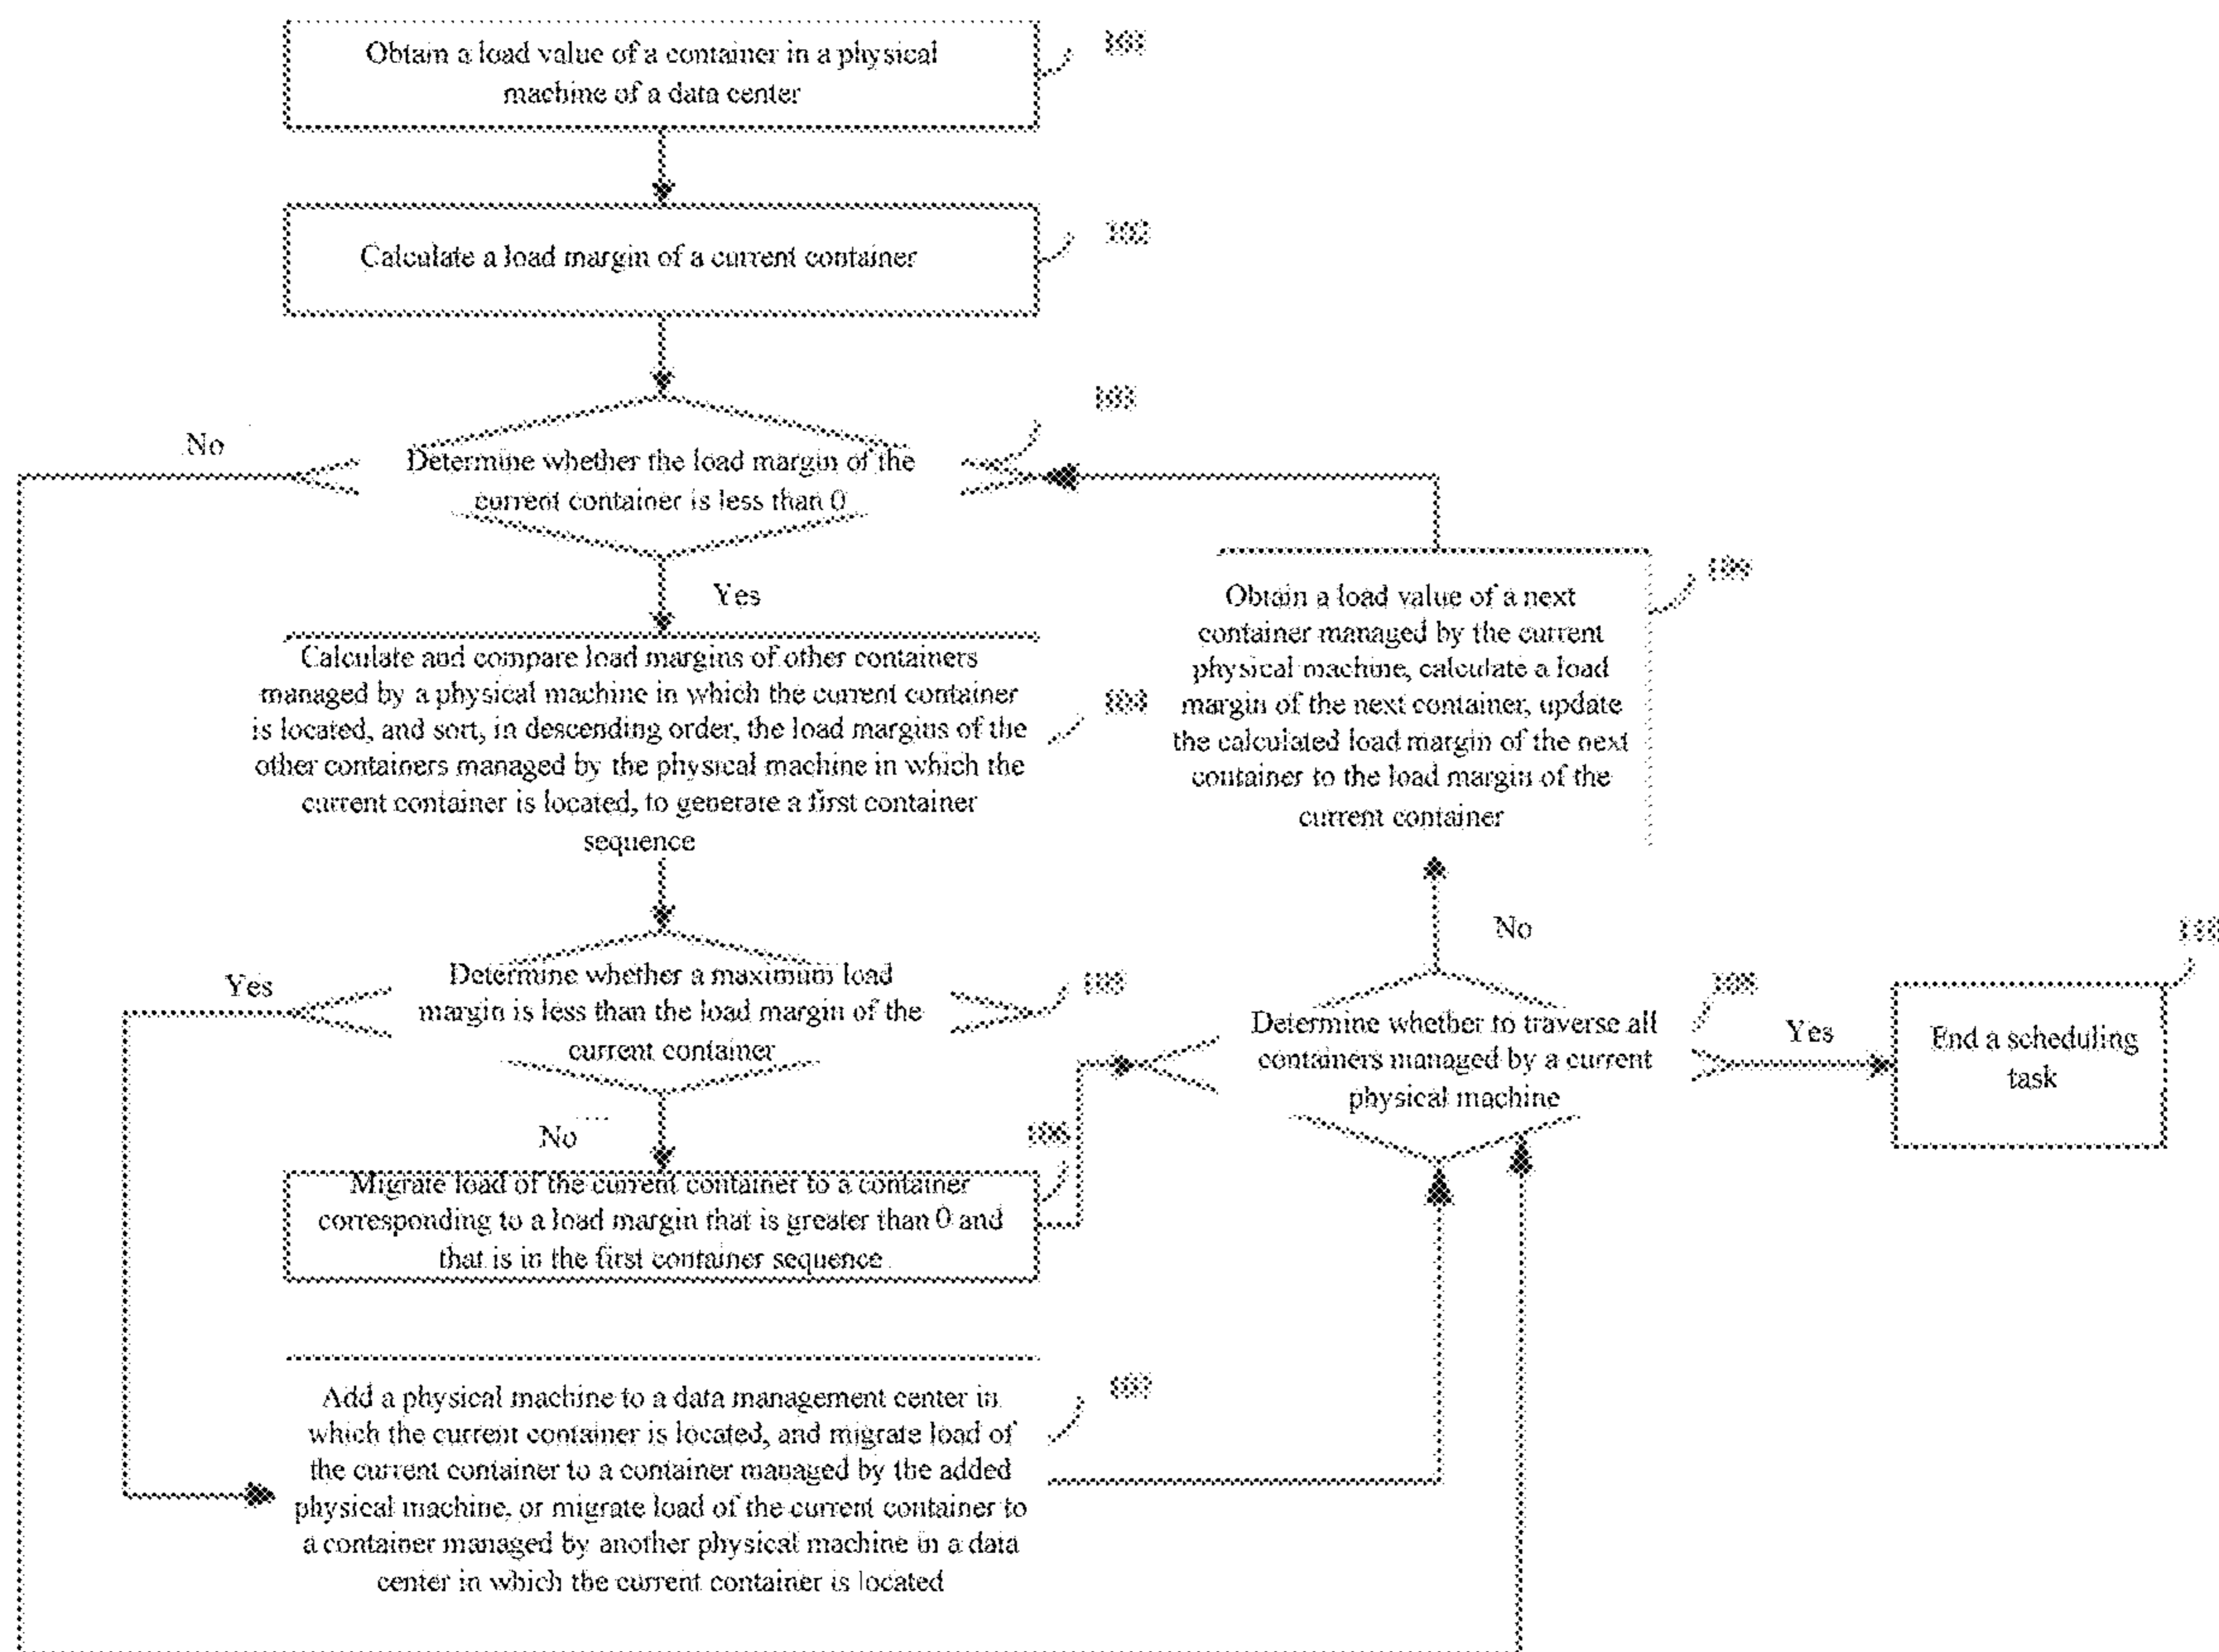 Obtain a load value of a container in a physical
machine of a data center
101
Calculate a load margin of a current container
102
103
No
Determine whether the load margin of the
current container is less than 0
Yes
Calculate and compare load margins of other containers
managed by a physical machine in which the current container
is located, and sort, in descending order, the load margins of the
other containers managed by the physical machine in which the
current container is located, to generate a first container
sequence
104
Obtain a load value of a next
container managed by the current
physical machine, calculate a load
margin of the next container, update
the calculated load margin of the next
container to the load margin of the
current container
109
Yes
Determine whether a maximum load
margin is less than the load margin of the
current container
105
No
Migrate load of the current container to a container
corresponding to a load margin that is greater than 0 and
that is in the first container sequence
106
No
Determine whether to traverse all
containers managed by a current
physical machine
108
Yes
End a scheduling
task
Add a physical machine to a data management center in
which the current container is located, and migrate load of
the current container to a container managed by the added
physical machine, or migrate load of the current container to
a container managed by another physical machine in a data
center in which the current container is located
107